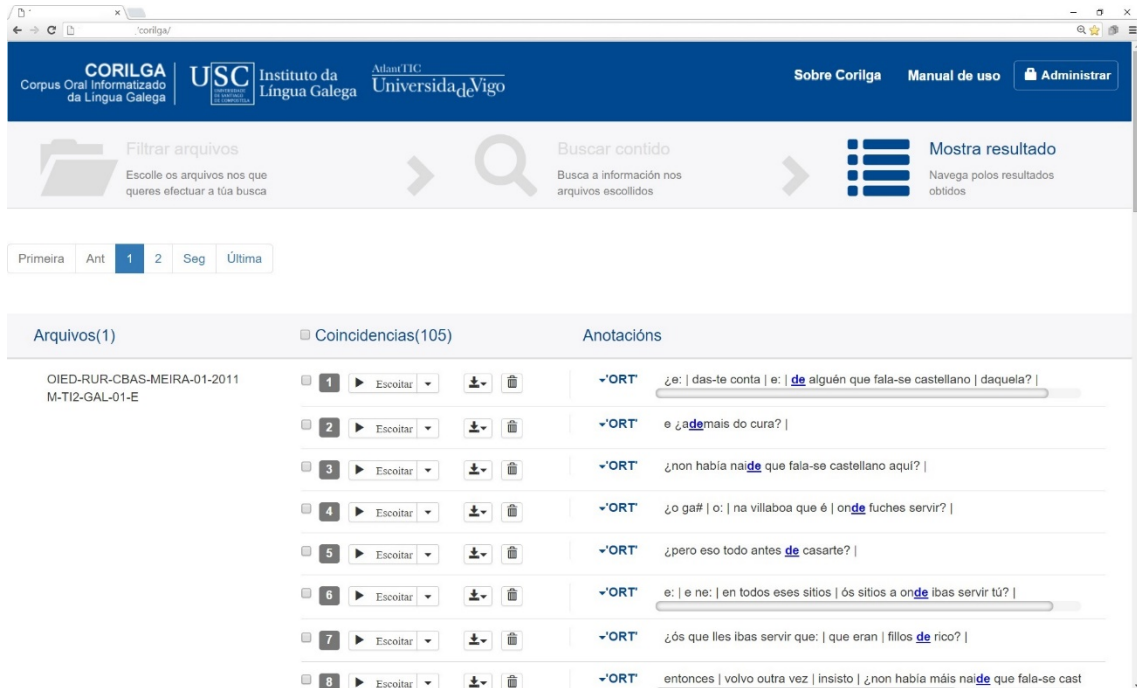 'corilga/
CORILGA
Corpus Oral Informatizado
da Lingua Galega
USC
Instituto da
Língua Galega
AtlantTIC
Universidade de Vigo
Sobre Corilga
Manual de uso
Administrar
Filtrar arquivos
Escolle os arquivos nos que
queres efectuar a túa busca
Buscar contido
Busca a información nos
arquivos escollidos
Mostra resultado
Navega polos resultados
obtidos
Primeira Ant 1 2 Seg Última
Arquivos(1) Coincidencias(105) Anotacións
OIED-RUR-CBAS-MEIRA-01-2011
M-TI2-GAL-01-E
1 Escoitar 'ORT' ¿e: | das-te conta | e: | de alguén que fala-se castellano | daquela? |
2 Escoitar 'ORT' e ¿ademais do cura? |
3 Escoitar 'ORT' ¿non había naide que fala-se castellano aquí? |
4 Escoitar 'ORT' ¿o ga# | o: | na villaboa que é | onde fuches servir? |
5 Escoitar 'ORT' ¿pero eso todo antes de casarte? |
6 Escoitar 'ORT' e: | e ne: | en todos eses sitios | ós sitios a onde ibas servir tú? |
7 Escoitar 'ORT' ¿ós que lles ibas servir que: | que eran | fillos de rico? |
8 Escoitar 'ORT' entonces | volvo outra vez | insisto | ¿non había máis naide que fala-se cast